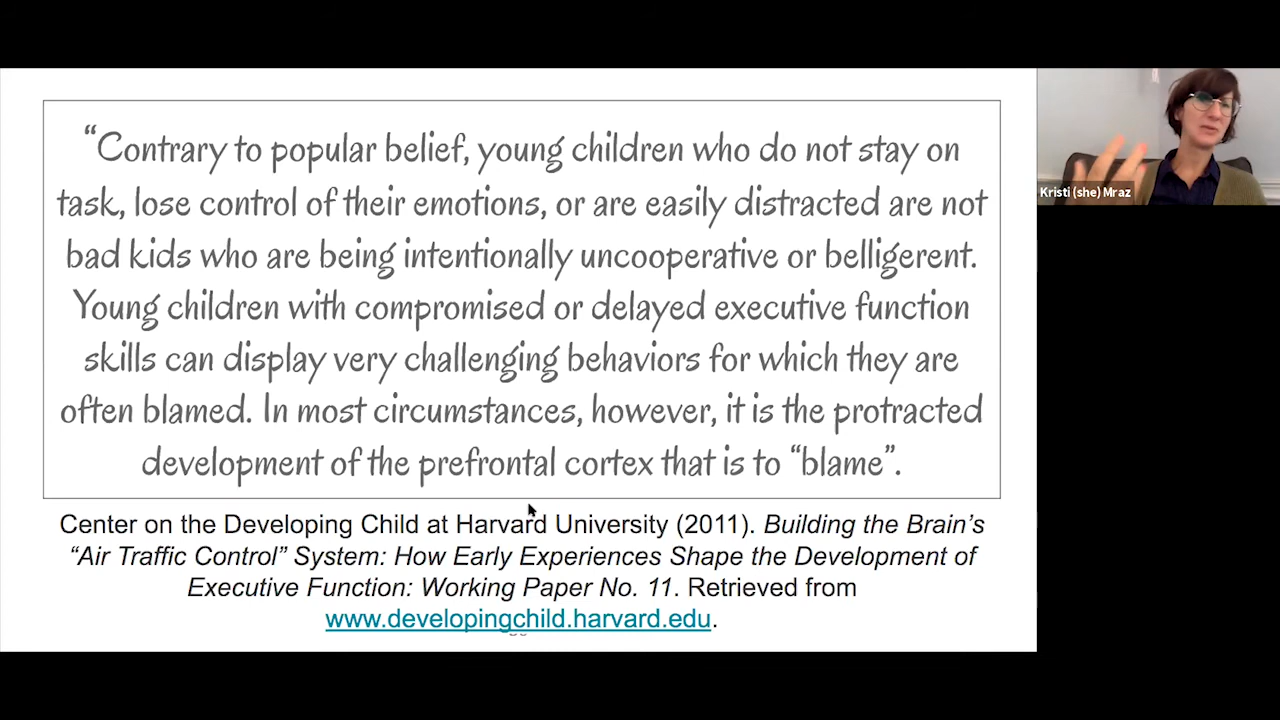 “Contrary to popular belief, young children who do not stay on
task, lose control of their emotions, or are easily distracted are not
bad kids who are being intentionally uncooperative or belligerent.
Young children with compromised or delayed executive function
skills can display very challenging behaviors for which they are
often blamed. In most circumstances, however, it is the protracted
development of the prefrontal cortex that is to “blame”.
Center on the Developing Child at Harvard University (2011). Building the Brain’s
“Air Traffic Control” System: How Early Experiences Shape the Development of
Executive Function: Working Paper No. 11. Retrieved from
www.developingchild.harvard.edu.
Kristi (she) Mraz